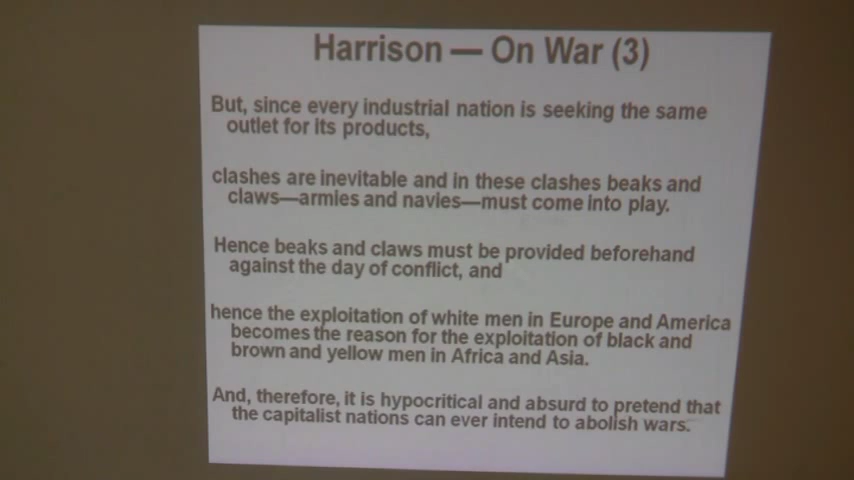 Harrison — On War (3)
But, since every industrial nation is seeking the same
outlet for its products,
clashes are inevitable and in these clashes beaks and
claws—armies and navies—must come into play.
Hence beaks and claws must be provided beforehand
against the day of conflict, and
hence the exploitation of white men in Europe and America
becomes the reason for the exploitation of black and
brown and yellow men in Africa and Asia.
And, therefore, it is hypocritical and absurd to pretend that
the capitalist nations can ever intend to abolish wars.